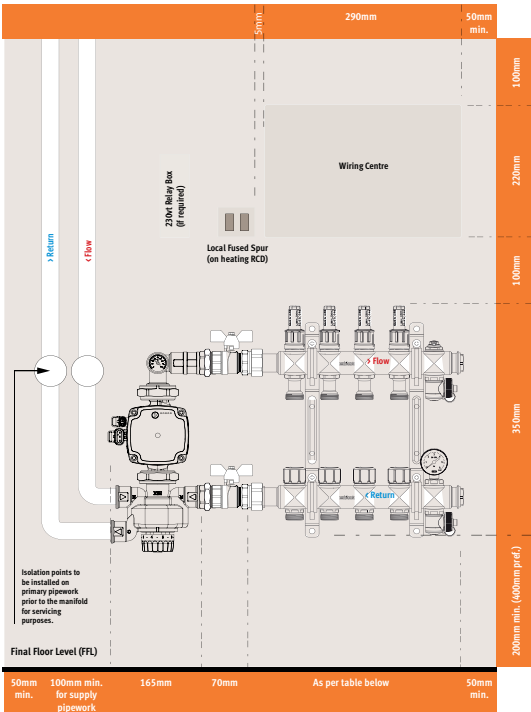 5mm
290mm
50mm
min.
100mm
220mm
100mm
350mm
200mm min. (400mm pref.)
Wiring Centre
230vt Relay Box
(if required)
Local Fused Spur
(on heating RCD)
› Return
‹ Flow
› Flow
‹ Return
Isolation points to
be installed on
primary pipework
prior to the manifold
for servicing
purposes.
Final Floor Level (FFL)
50mm
min.
100mm min.
for supply
pipework
165mm
70mm
As per table below
50mm
min.